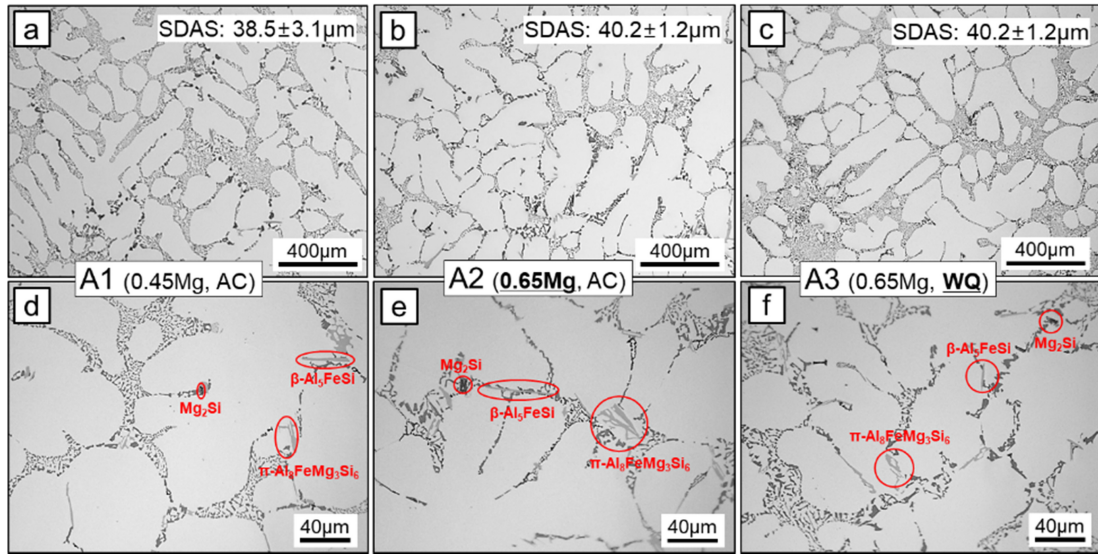 a
SDAS: 38.5±3.1μm
400μm
b
SDAS: 40.2±1.2μm
400μm
c
SDAS: 40.2±1.2μm
400μm
A1 (0.45Mg, AC)
A2 (0.65Mg, AC)
A3 (0.65Mg, WQ)
d
β-Al₅FeSi
Mg₂Si
π-Al₈FeMg₃Si₆
40μm
e
Mg₂Si
β-Al₅FeSi
π-Al₈FeMg₃Si₆
40μm
f
Mg₂Si
β-Al₅FeSi
π-Al₈FeMg₃Si₆
40μm